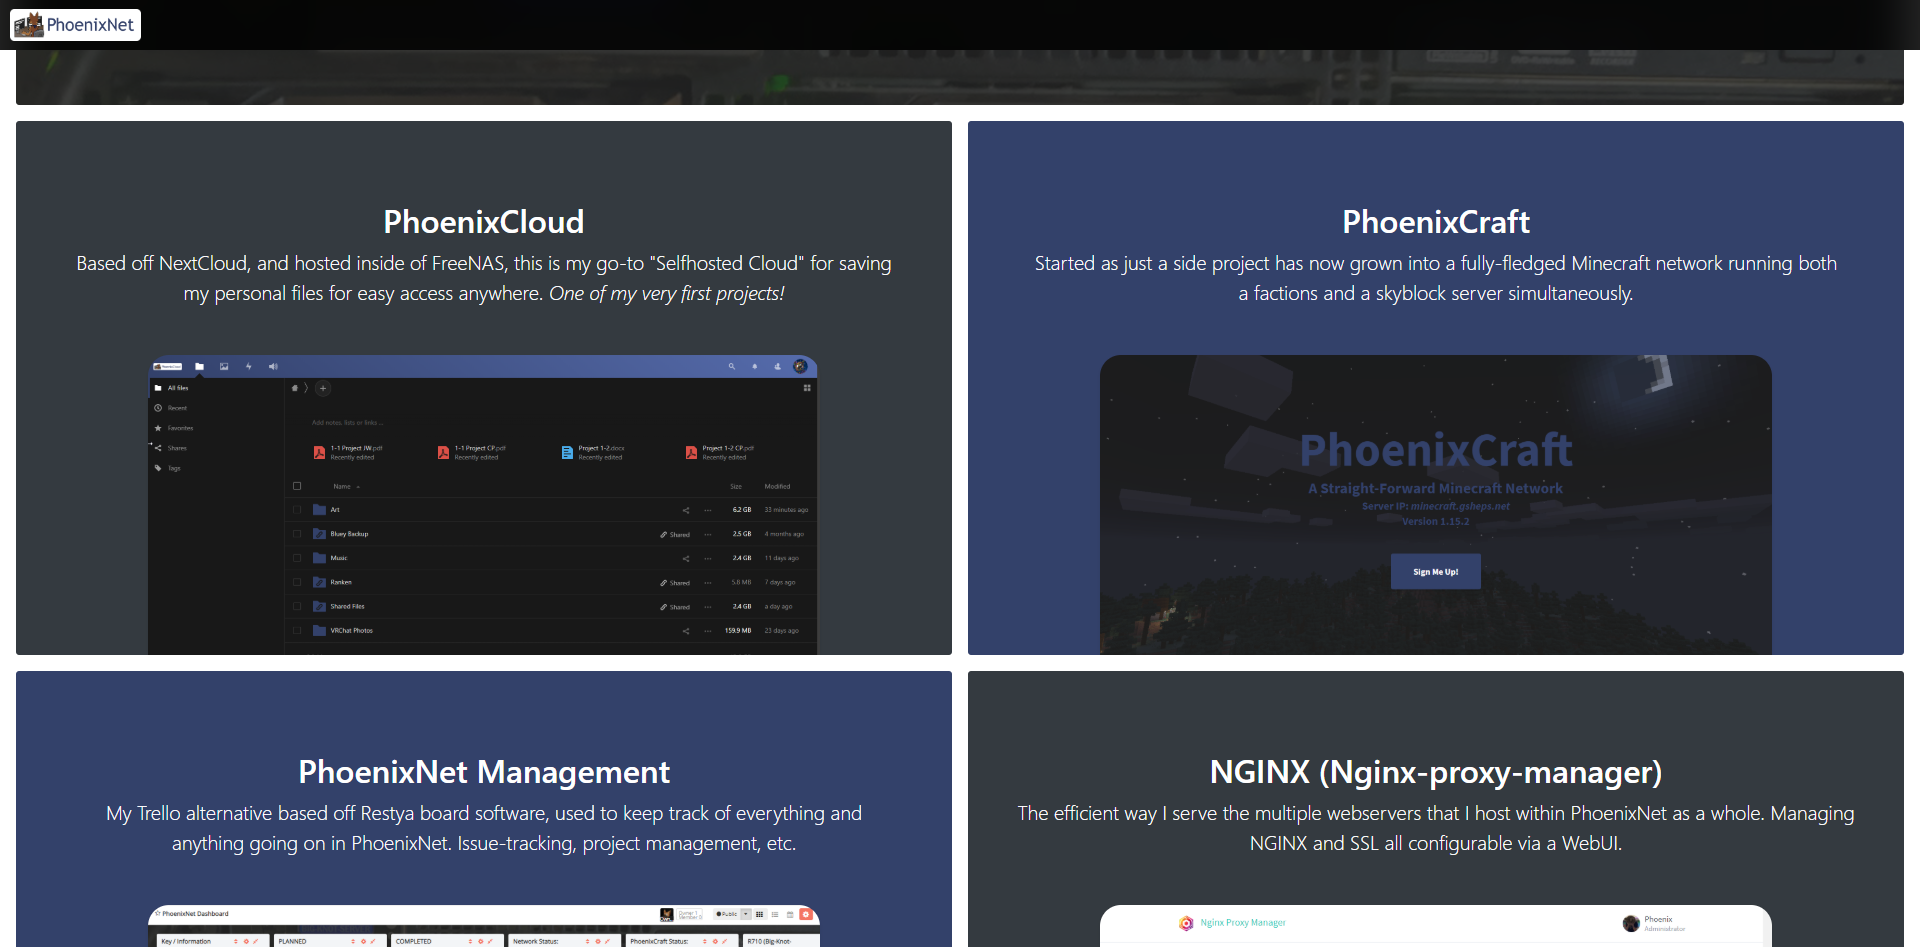 PhoenixNet
PhoenixCloud
Based off NextCloud, and hosted inside of FreeNAS, this is my go-to "Selfhosted Cloud" for saving
my personal files for easy access anywhere. One of my very first projects!
All files
Recent
Favorites
Shares
Tags
Add notes, lists or links ...
1-1 Project JW.pdf
Recently edited
1-1 Project CP.pdf
Recently edited
Project 1-2.docx
Recently edited
Project 1-2 CP.pdf
Recently edited
Name Size Modified
Art 6.2 GB 33 minutes ago
Bluey Backup Shared 2.5 GB 4 months ago
Music 2.4 GB 11 days ago
Ranken Shared 5.8 MB 7 days ago
Shared Files Shared 2.4 GB a day ago
VRChat Photos 159.9 MB 23 days ago
PhoenixCraft
Started as just a side project has now grown into a fully-fledged Minecraft network running both
a factions and a skyblock server simultaneously.
PhoenixCraft
A Straight-Forward Minecraft Network
Server IP: minecraft.gsheps.net
Version 1.15.2
Sign Me Up!
PhoenixNet Management
My Trello alternative based off Restya board software, used to keep track of everything and
anything going on in PhoenixNet. Issue-tracking, project management, etc.
PhoenixNet Dashboard
Public
Key / Information PLANNED COMPLETED Network Status: PhoenixCraft Status: R710 (Big-Knot-
NGINX (Nginx-proxy-manager)
The efficient way I serve the multiple webservers that I host within PhoenixNet as a whole. Managing
NGINX and SSL all configurable via a WebUI.
Nginx Proxy Manager
Phoenix
Administrator